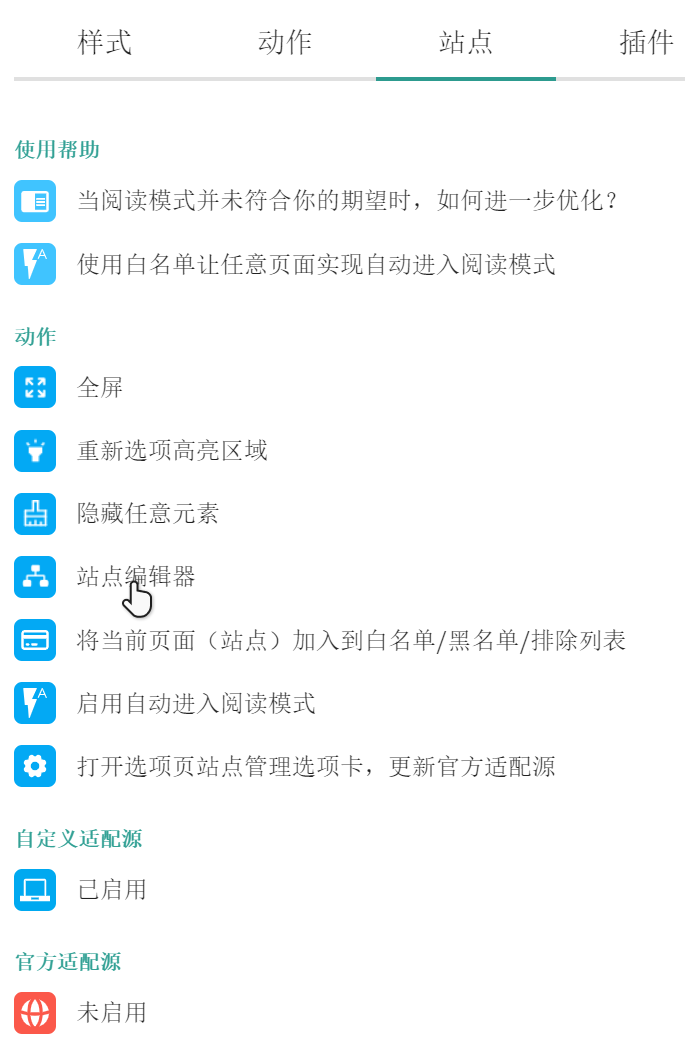 样式 动作 站点 插件
使用帮助
当阅读模式并未符合你的期望时，如何进一步优化？
使用白名单让任意页面实现自动进入阅读模式
动作
全屏
重新选项高亮区域
隐藏任意元素
站点编辑器
将当前页面（站点）加入到白名单/黑名单/排除列表
启用自动进入阅读模式
打开选项页站点管理选项卡，更新官方适配源
自定义适配源
已启用
官方适配源
未启用